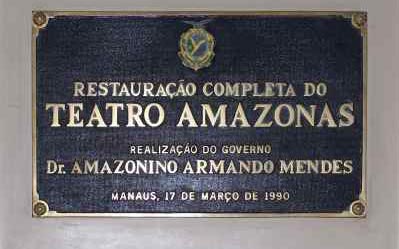 RESTAURAÇÃO COMPLETA DO
TEATRO AMAZONAS
REALIZAÇÃO DO GOVERNO
Dr. AMAZONINO ARMANDO MENDES
MANAUS, 17 DE MARÇO DE 1990